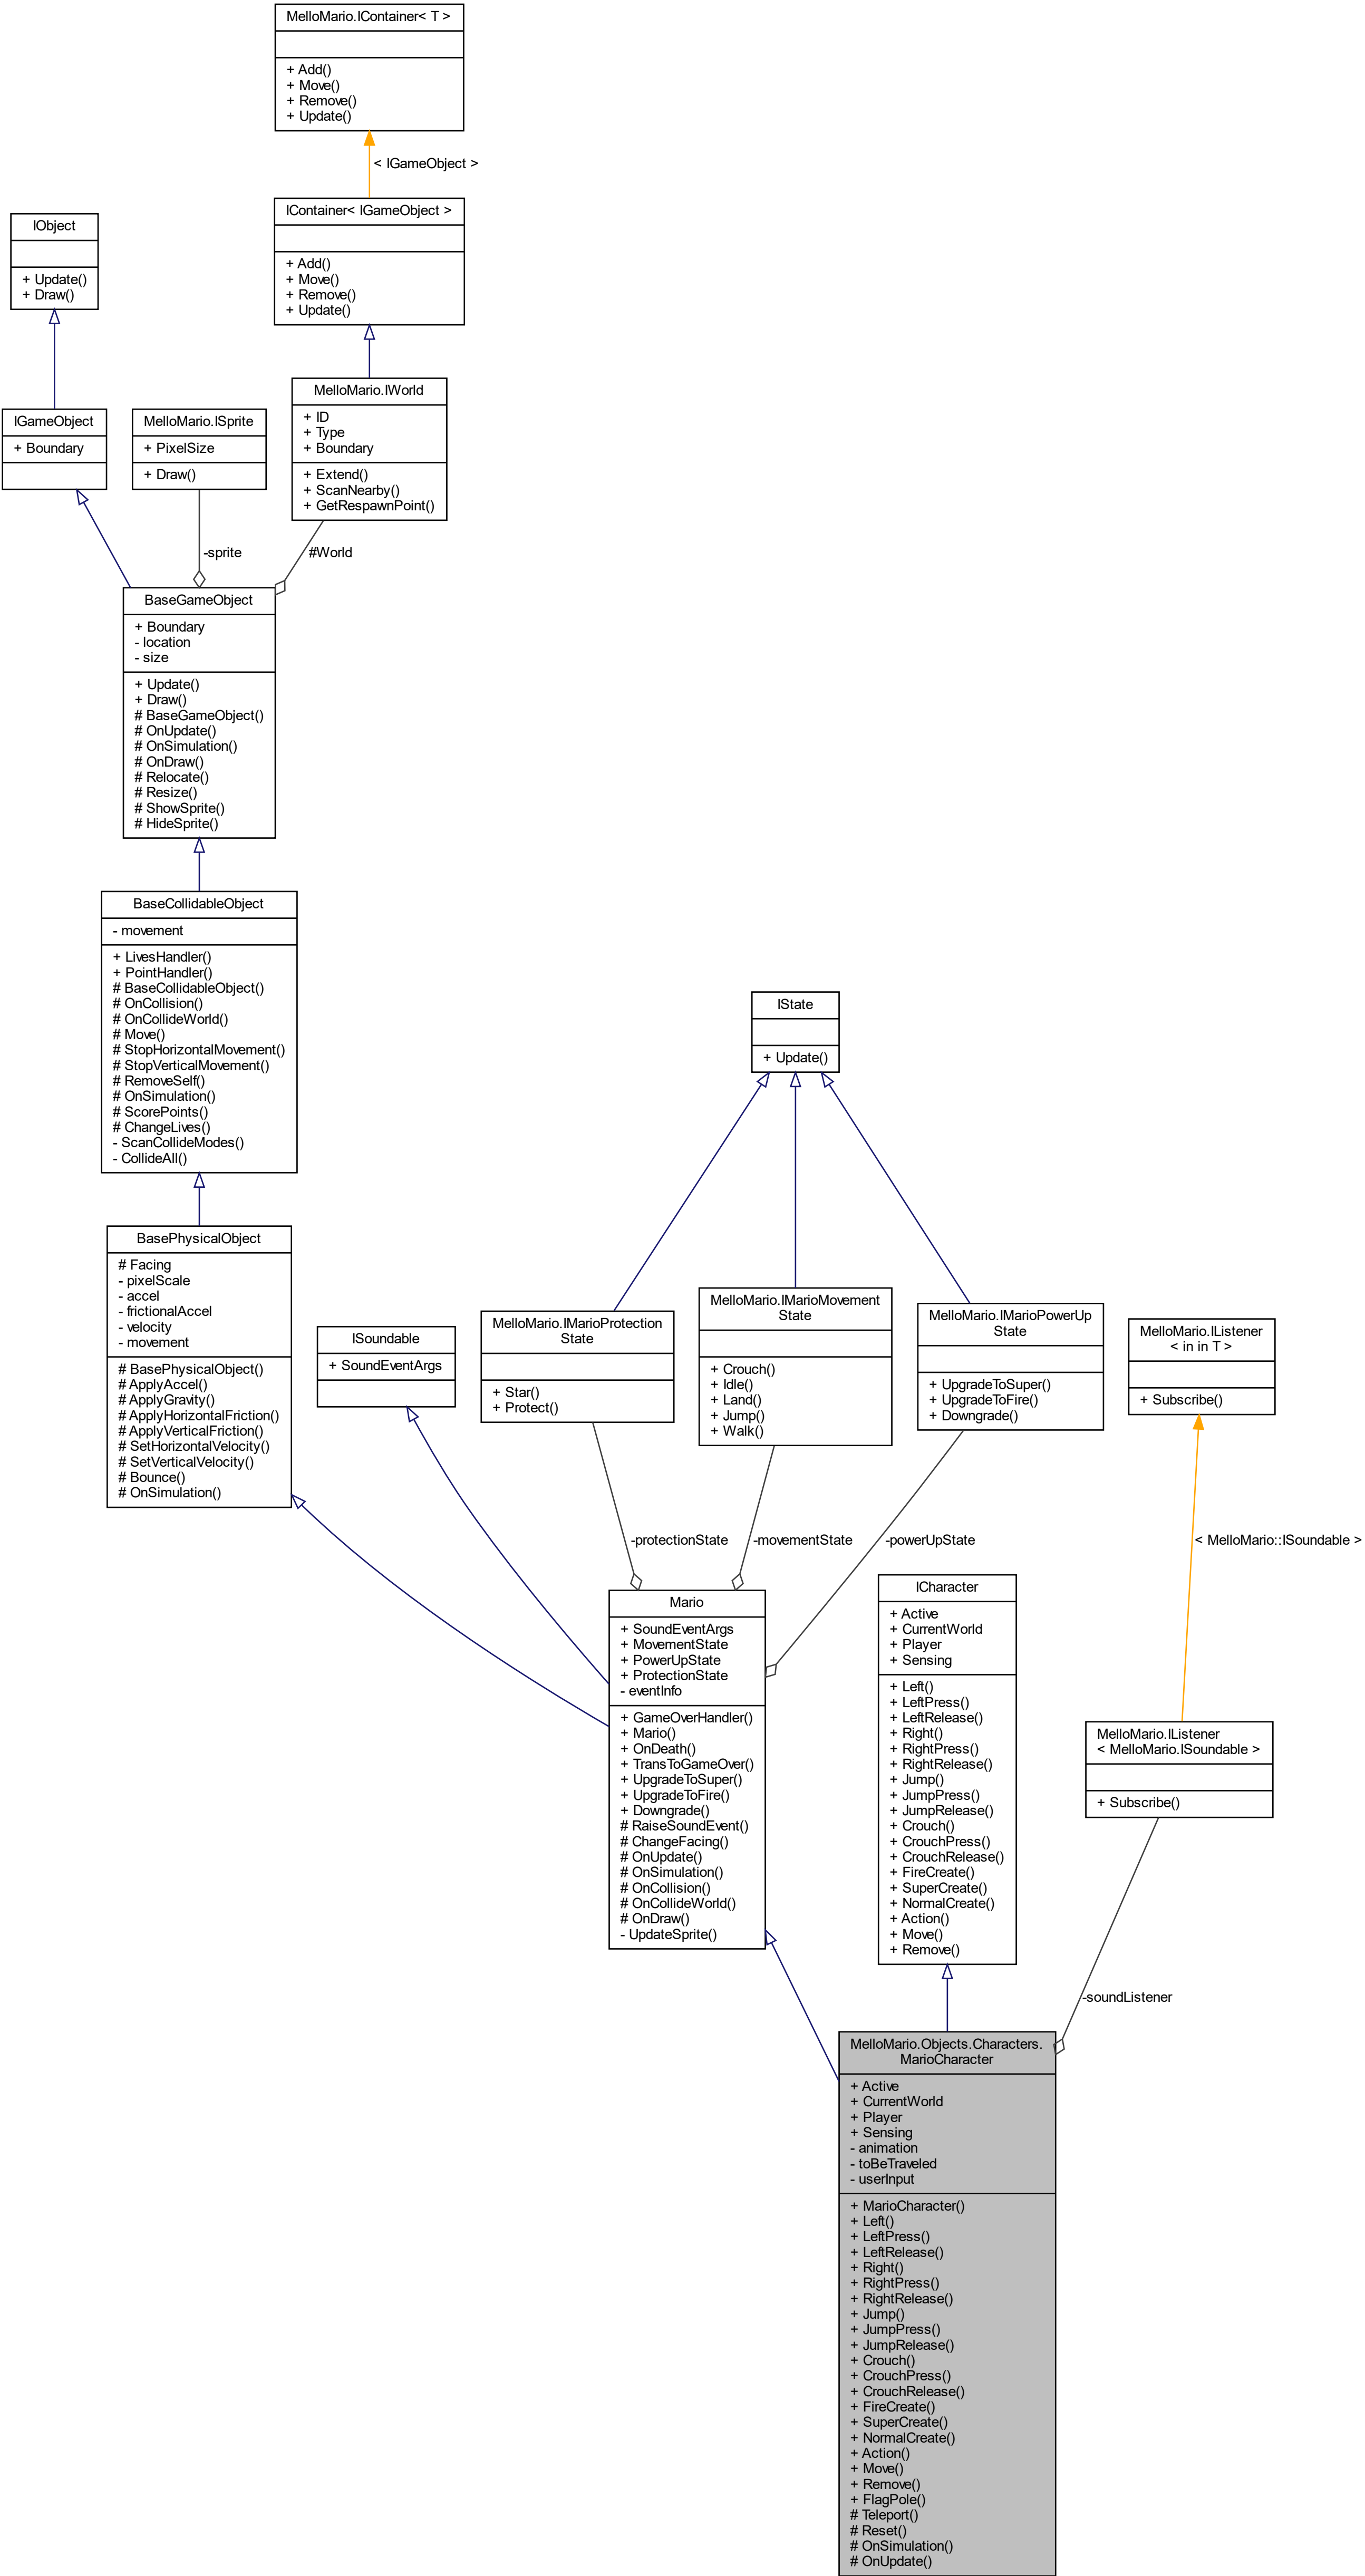 MelloMario.IContainer< T >
+ Add()
+ Move()
+ Remove()
+ Update()
< IGameObject >
IContainer< IGameObject >
+ Add()
+ Move()
+ Remove()
+ Update()
IObject
+ Update()
+ Draw()
IGameObject
+ Boundary
MelloMario.ISprite
+ PixelSize
+ Draw()
MelloMario.IWorld
+ ID
+ Type
+ Boundary
+ Extend()
+ ScanNearby()
+ GetRespawnPoint()
-sprite
#World
BaseGameObject
+ Boundary
- location
- size
+ Update()
+ Draw()
# BaseGameObject()
# OnUpdate()
# OnSimulation()
# OnDraw()
# Relocate()
# Resize()
# ShowSprite()
# HideSprite()
BaseCollidableObject
- movement
+ LivesHandler()
+ PointHandler()
# BaseCollidableObject()
# OnCollision()
# OnCollideWorld()
# Move()
# StopHorizontalMovement()
# StopVerticalMovement()
# RemoveSelf()
# OnSimulation()
# ScorePoints()
# ChangeLives()
- ScanCollideModes()
- CollideAll()
IState
+ Update()
BasePhysicalObject
# Facing
- pixelScale
- accel
- frictionalAccel
- velocity
- movement
# BasePhysicalObject()
# ApplyAccel()
# ApplyGravity()
# ApplyHorizontalFriction()
# ApplyVerticalFriction()
# SetHorizontalVelocity()
# SetVerticalVelocity()
# Bounce()
# OnSimulation()
ISoundable
+ SoundEventArgs
MelloMario.IMarioProtection
State
+ Star()
+ Protect()
MelloMario.IMarioMovement
State
+ Crouch()
+ Idle()
+ Land()
+ Jump()
+ Walk()
MelloMario.IMarioPowerUp
State
+ UpgradeToSuper()
+ UpgradeToFire()
+ Downgrade()
MelloMario.IListener
< in in T >
+ Subscribe()
-protectionState
-movementState
-powerUpState
< MelloMario::ISoundable >
Mario
+ SoundEventArgs
+ MovementState
+ PowerUpState
+ ProtectionState
- eventInfo
+ GameOverHandler()
+ Mario()
+ OnDeath()
+ TransToGameOver()
+ UpgradeToSuper()
+ UpgradeToFire()
+ Downgrade()
# RaiseSoundEvent()
# ChangeFacing()
# OnUpdate()
# OnSimulation()
# OnCollision()
# OnCollideWorld()
# OnDraw()
- UpdateSprite()
ICharacter
+ Active
+ CurrentWorld
+ Player
+ Sensing
+ Left()
+ LeftPress()
+ LeftRelease()
+ Right()
+ RightPress()
+ RightRelease()
+ Jump()
+ JumpPress()
+ JumpRelease()
+ Crouch()
+ CrouchPress()
+ CrouchRelease()
+ FireCreate()
+ SuperCreate()
+ NormalCreate()
+ Action()
+ Move()
+ Remove()
MelloMario.IListener
< MelloMario.ISoundable >
+ Subscribe()
-soundListener
MelloMario.Objects.Characters.
MarioCharacter
+ Active
+ CurrentWorld
+ Player
+ Sensing
- animation
- toBeTraveled
- userInput
+ MarioCharacter()
+ Left()
+ LeftPress()
+ LeftRelease()
+ Right()
+ RightPress()
+ RightRelease()
+ Jump()
+ JumpPress()
+ JumpRelease()
+ Crouch()
+ CrouchPress()
+ CrouchRelease()
+ FireCreate()
+ SuperCreate()
+ NormalCreate()
+ Action()
+ Move()
+ Remove()
+ FlagPole()
# Teleport()
# Reset()
# OnSimulation()
# OnUpdate()